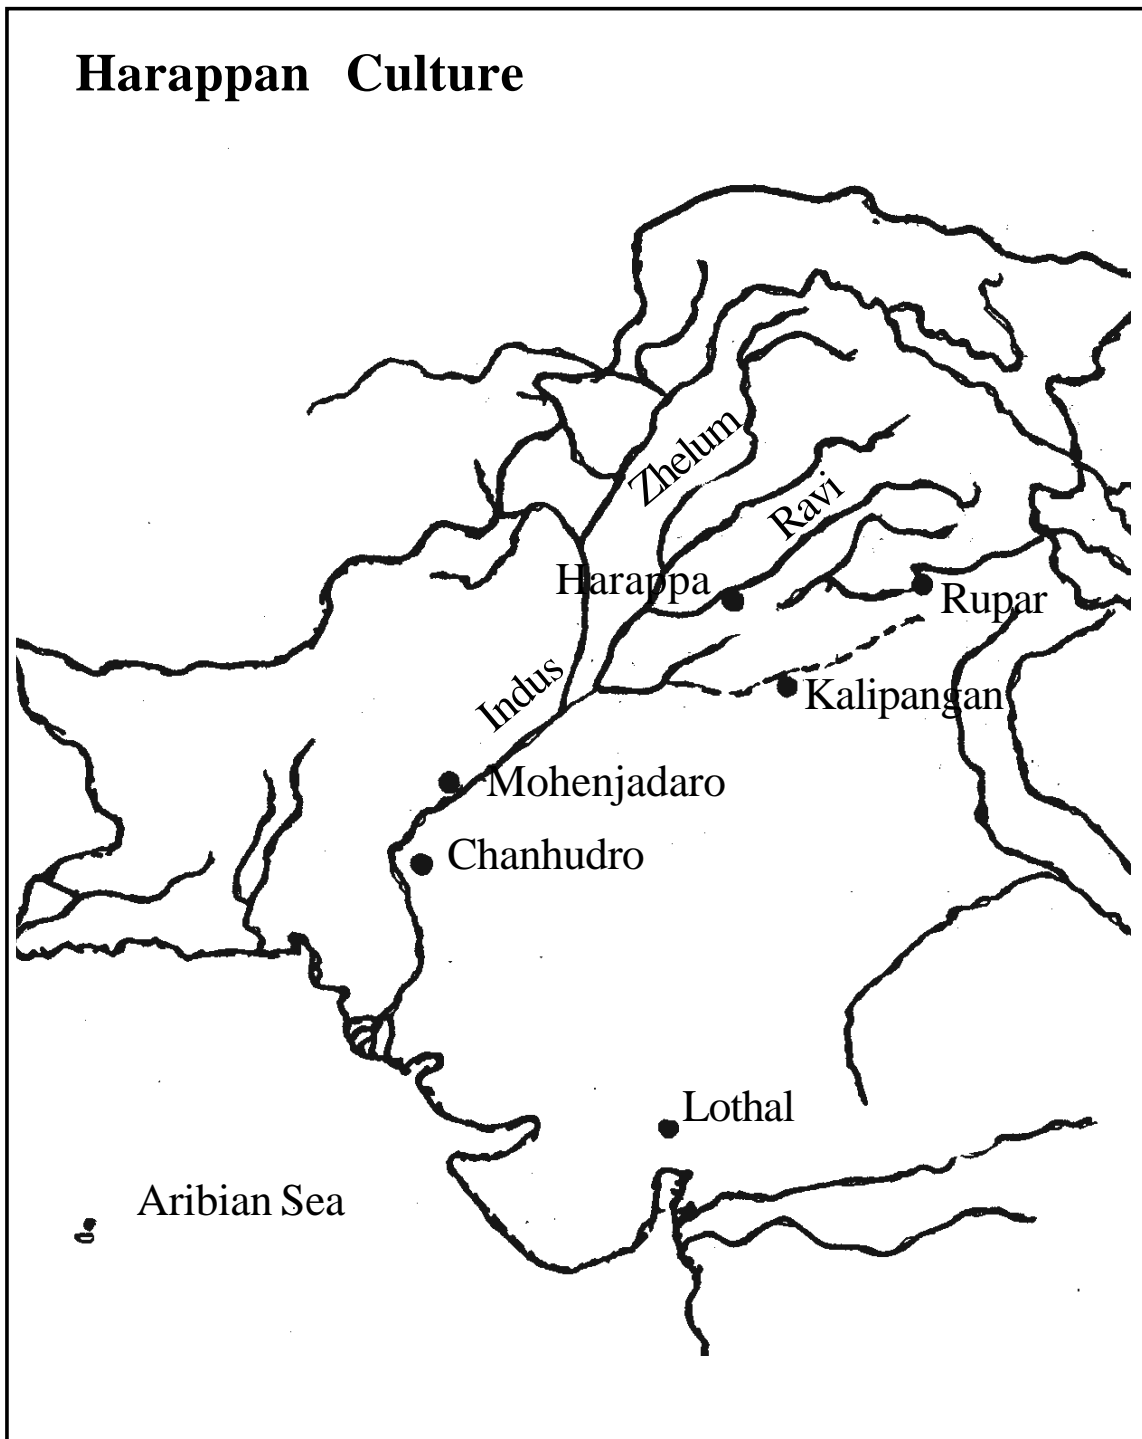 Harappan Culture
Zhelum
Ravi
Harappa
Rupar
Indus
Kalipangan
Mohenjadaro
Chanhudro
Lothal
Aribian Sea